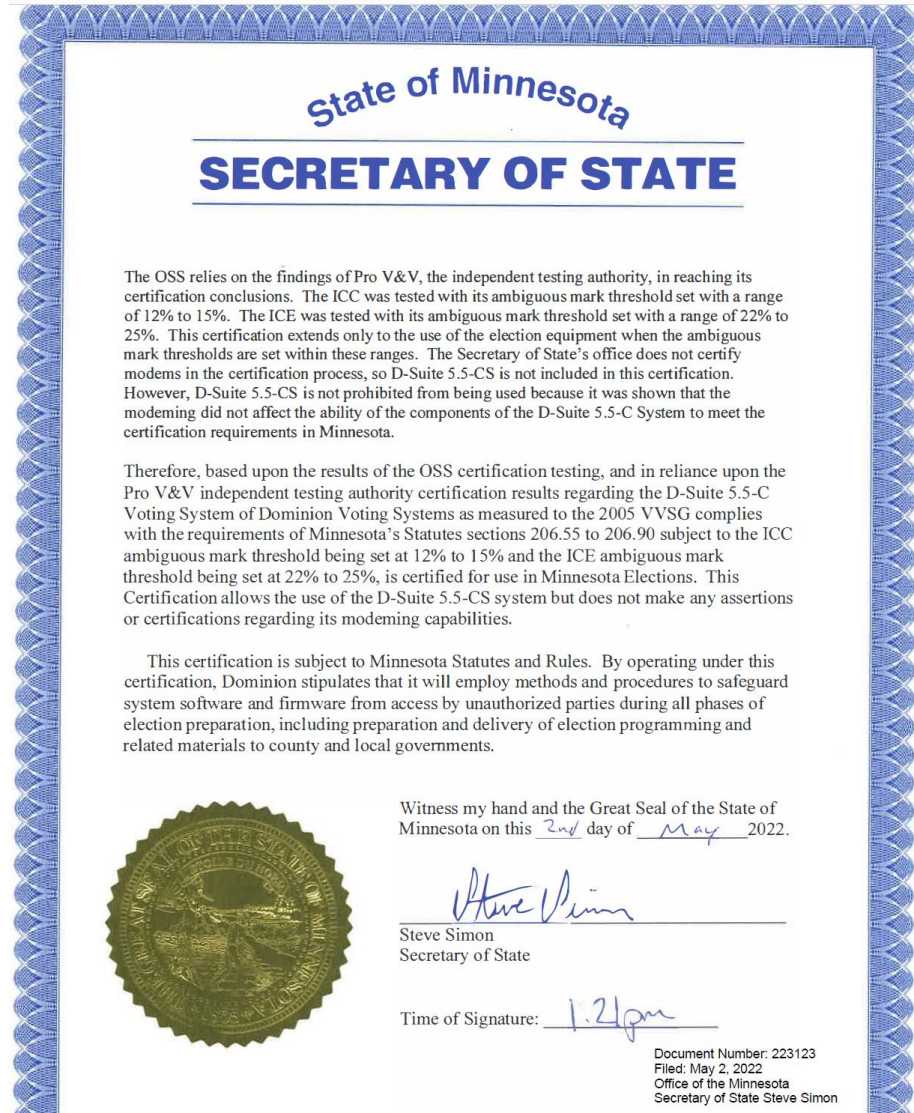 State of Minnesota
SECRETARY OF STATE
The OSS relies on the findings of Pro V&V, the independent testing authority, in reaching its
certification conclusions. The ICC was tested with its ambiguous mark threshold set with a range
of 12% to 15%. The ICE was tested with its ambiguous mark threshold set with a range of 22% to
25%. This certification extends only to the use of the election equipment when the ambiguous
mark thresholds are set within these ranges. The Secretary of State's office does not certify
modems in the certification process, so D-Suite 5.5-CS is not included in this certification.
However, D-Suite 5.5-CS is not prohibited from being used because it was shown that the
modeming did not affect the ability of the components of the D-Suite 5.5-C System to meet the
certification requirements in Minnesota.
Therefore, based upon the results of the OSS certification testing, and in reliance upon the
Pro V&V independent testing authority certification results regarding the D-Suite 5.5-C
Voting System of Dominion Voting Systems as measured to the 2005 VVSG complies
with the requirements of Minnesota's Statutes sections 206.55 to 206.90 subject to the ICC
ambiguous mark threshold being set at 12% to 15% and the ICE ambiguous mark
threshold being set at 22% to 25%, is certified for use in Minnesota Elections. This
Certification allows the use of the D-Suite 5.5-CS system but does not make any assertions
or certifications regarding its modeming capabilities.
This certification is subject to Minnesota Statutes and Rules. By operating under this
certification, Dominion stipulates that it will employ methods and procedures to safeguard
system software and firmware from access by unauthorized parties during all phases of
election preparation, including preparation and delivery of election programming and
related materials to county and local governments.
Witness my hand and the Great Seal of the State of
Minnesota on this 2nd day of May 2022.
Steve Simon
Steve Simon
Secretary of State
Time of Signature: 1:21pm
Document Number: 223123
Filed: May 2, 2022
Office of the Minnesota
Secretary of State Steve Simon